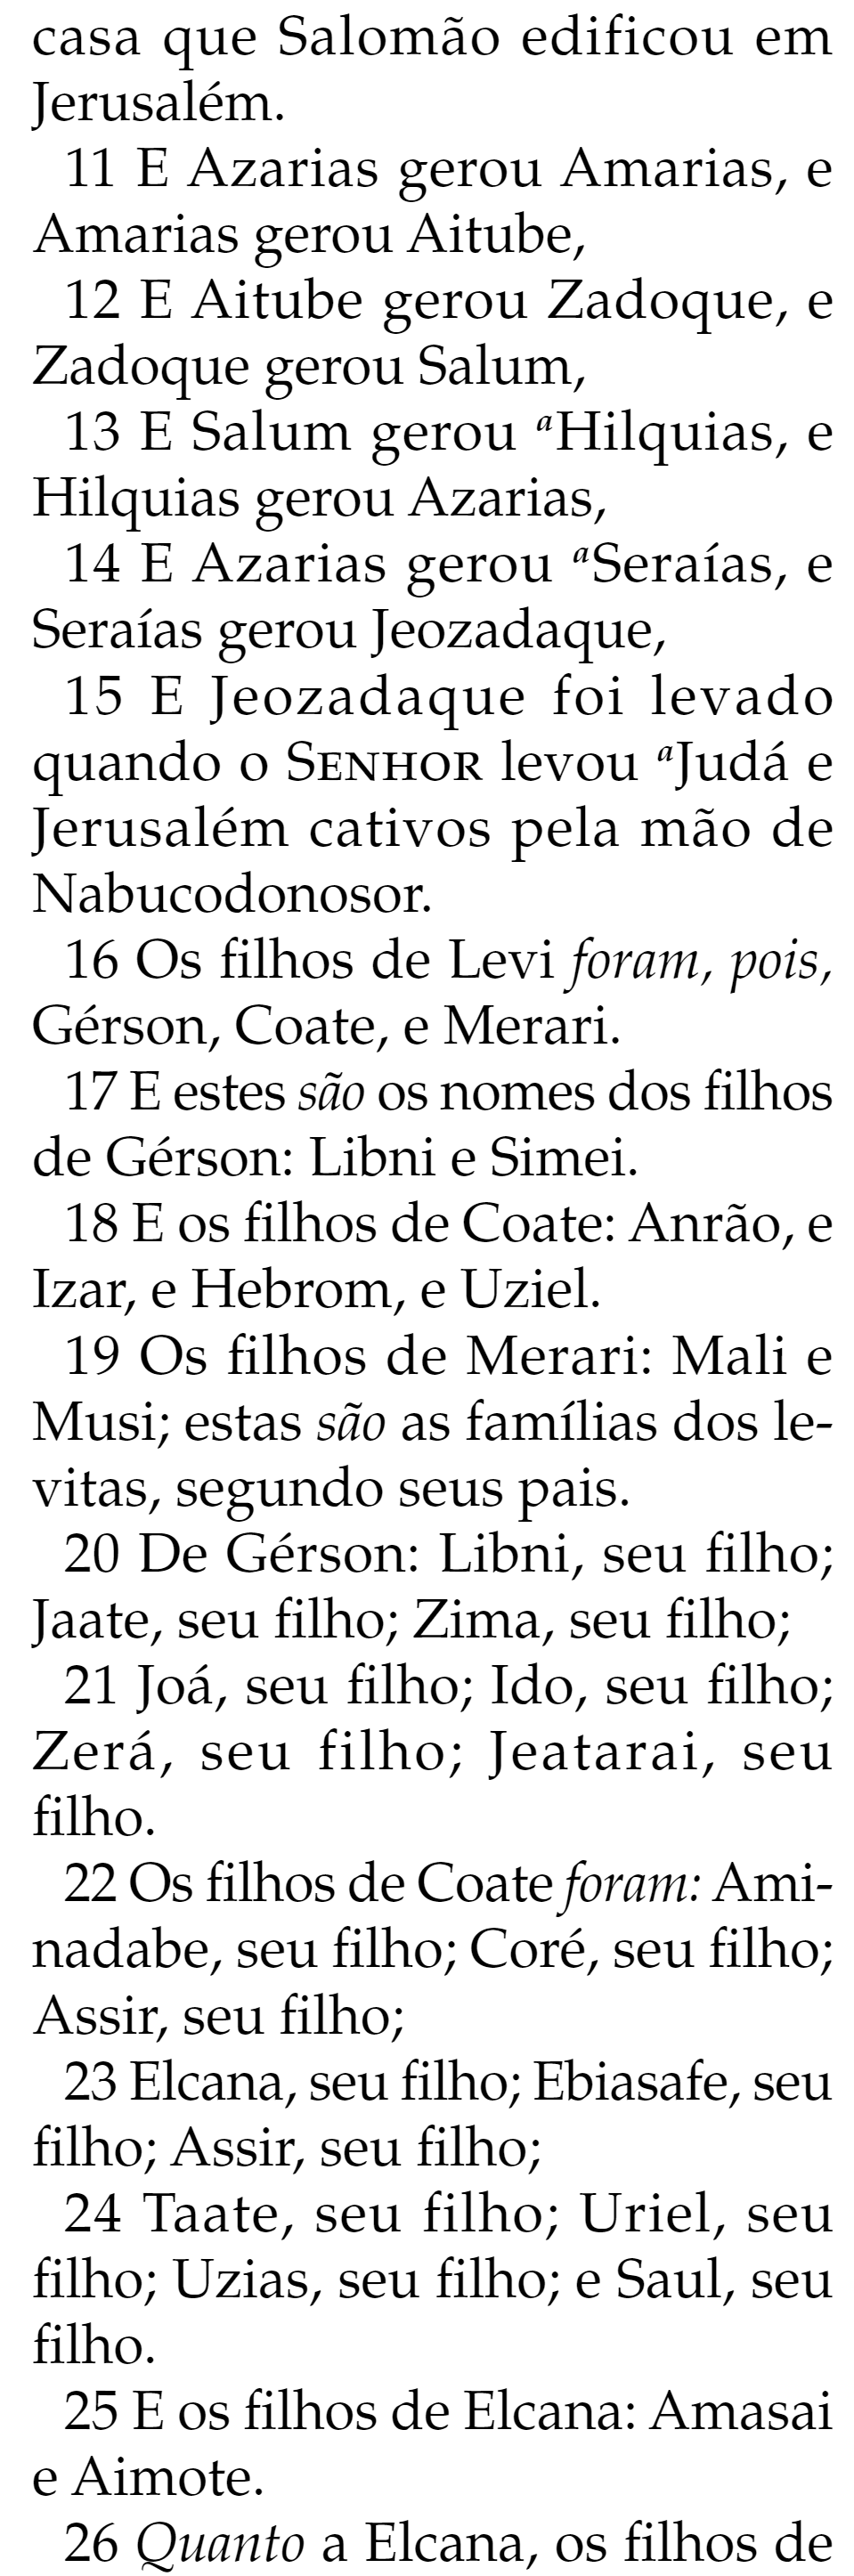 casa que Salomão edificou em
Jerusalém.
11 E Azarias gerou Amarias, e
Amarias gerou Aitube,
12 E Aitube gerou Zadoque, e
Zadoque gerou Salum,
13 E Salum gerou aHilquias, e
Hilquias gerou Azarias,
14 E Azarias gerou aSeraías, e
Seraías gerou Jeozadaque,
15 E Jeozadaque foi levado
quando o SENHOR levou aJudá e
Jerusalém cativos pela mão de
Nabucodonosor.
16 Os filhos de Levi foram, pois,
Gérson, Coate, e Merari.
17 E estes são os nomes dos filhos
de Gérson: Libni e Simei.
18 E os filhos de Coate: Anrão, e
Izar, e Hebrom, e Uziel.
19 Os filhos de Merari: Mali e
Musi; estas são as famílias dos le-
vitas, segundo seus pais.
20 De Gérson: Libni, seu filho;
Jaate, seu filho; Zima, seu filho;
21 Joá, seu filho; Ido, seu filho;
Zerá, seu filho; Jeatarai, seu
filho.
22 Os filhos de Coate foram: Ami-
nadabe, seu filho; Coré, seu filho;
Assir, seu filho;
23 Elcana, seu filho; Ebiasafe, seu
filho; Assir, seu filho;
24 Taate, seu filho; Uriel, seu
filho; Uzias, seu filho; e Saul, seu
filho.
25 E os filhos de Elcana: Amasai
e Aimote.
26 Quanto a Elcana, os filhos de